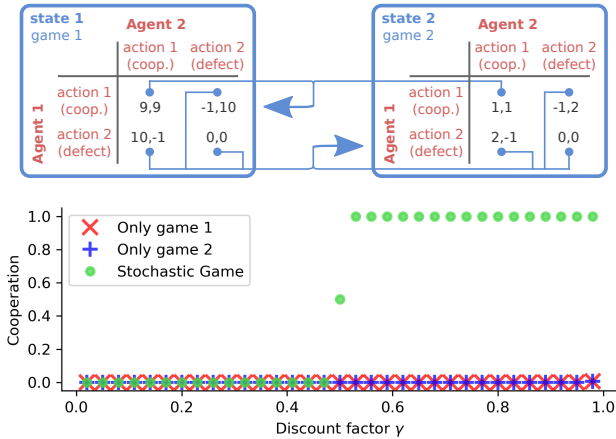 state 1
game 1
Agent 2
action 1
(coop.)
action 2
(defect)
Agent 1
action 1
(coop.)
9,9
-1,10
action 2
(defect)
10,-1
0,0
state 2
game 2
Agent 2
action 1
(coop.)
action 2
(defect)
Agent 1
action 1
(coop.)
1,1
-1,2
action 2
(defect)
2,-1
0,0
Cooperation
1.0
0.8
0.6
0.4
0.2
0.0
Only game 1
Only game 2
Stochastic Game
0.0
0.2
0.4
0.6
0.8
1.0
Discount factor γ